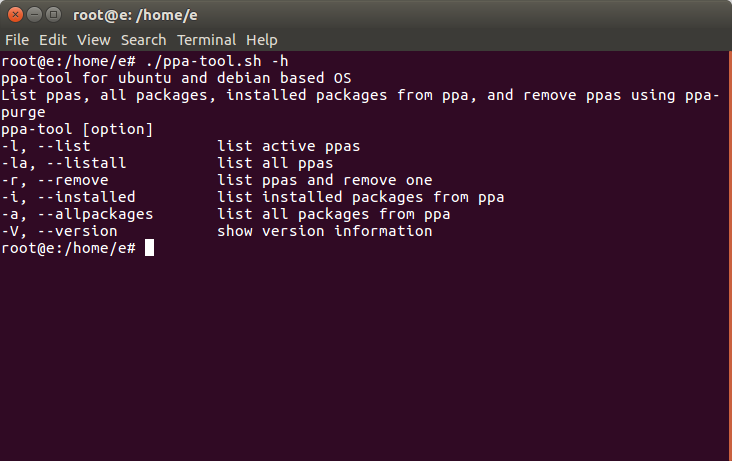 root@e: /home/e
File Edit View Search Terminal Help
root@e:/home/e# ./ppa-tool.sh -h
ppa-tool for ubuntu and debian based OS
List ppas, all packages, installed packages from ppa, and remove ppas using ppa-
purge
ppa-tool [option]
-l, --list              list active ppas
-la, --listall          list all ppas
-r, --remove            list ppas and remove one
-i, --installed         list installed packages from ppa
-a, --allpackages       list all packages from ppa
-V, --version           show version information
root@e:/home/e#